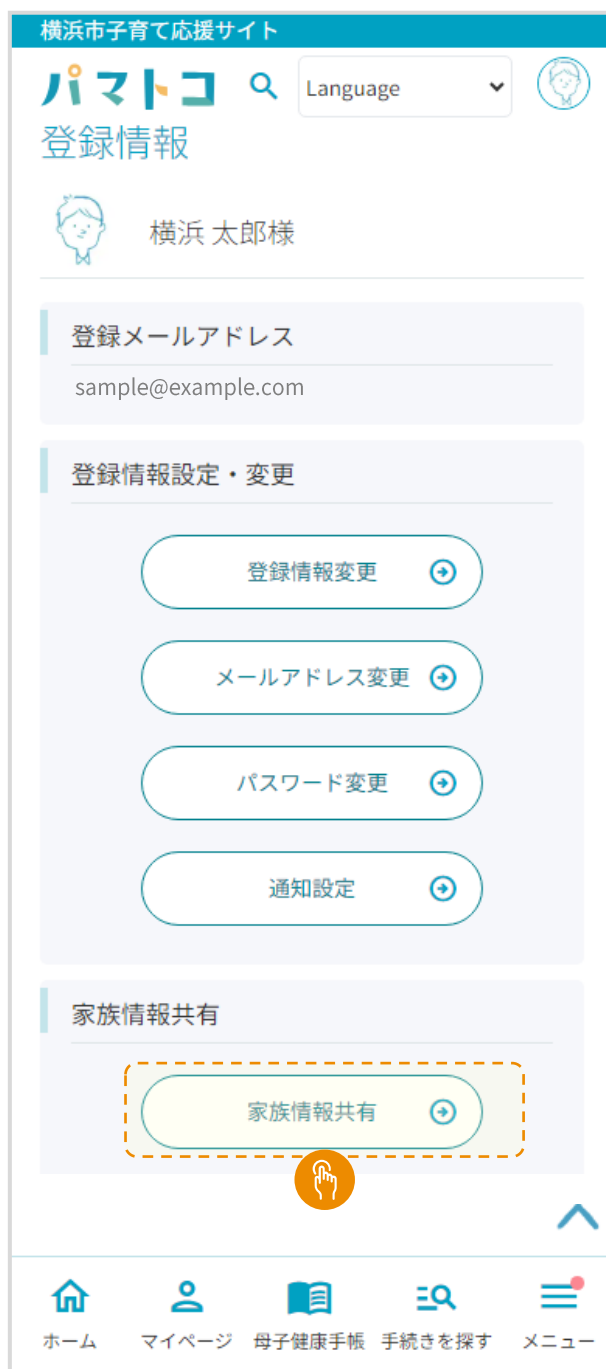 横浜市子育て応援サイト
パマトコ
Language
登録情報
横浜 太郎様
登録メールアドレス
sample@example.com
登録情報設定・変更
登録情報変更
メールアドレス変更
パスワード変更
通知設定
家族情報共有
家族情報共有
ホーム
マイページ
母子健康手帳
手続きを探す
メニュー